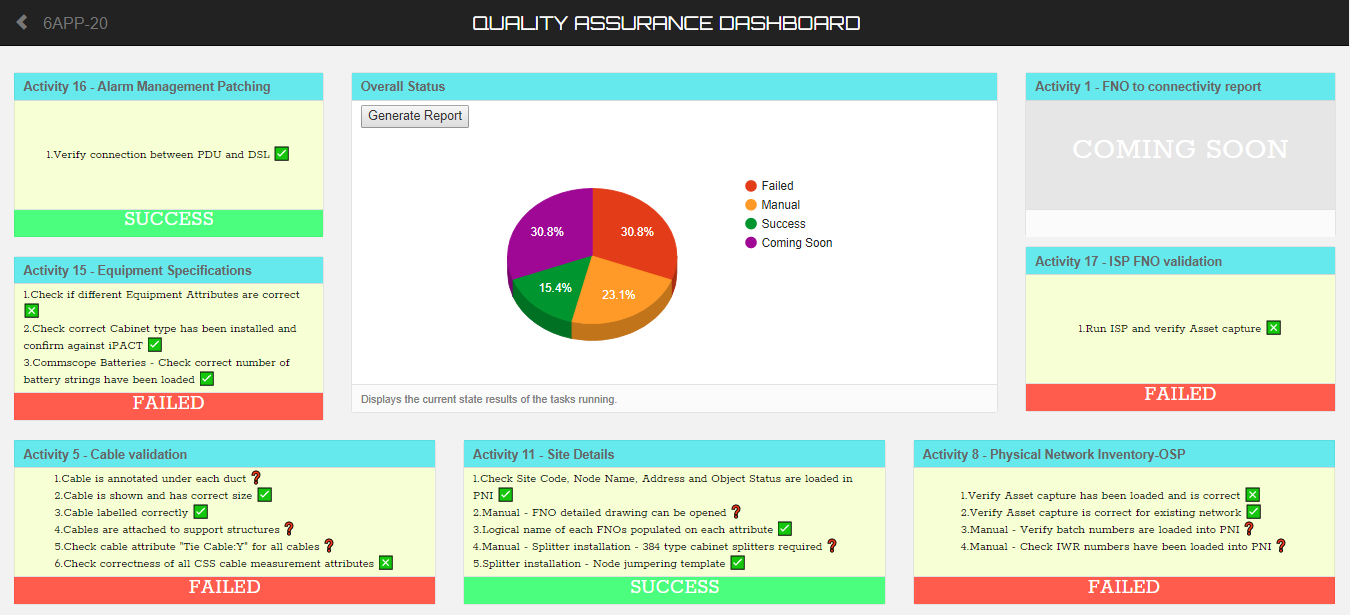 6APP-20
QUALITY ASSURANCE DASHBOARD
Activity 16 - Alarm Management Patching
1.Verify connection between PDU and DSL
SUCCESS
Activity 15 - Equipment Specifications
1.Check if different Equipment Attributes are correct
2.Check correct Cabinet type has been installed and
confirm against iPACT
3.Commscope Batteries - Check correct number of
battery strings have been loaded
FAILED
Overall Status
Generate Report
30.8%
30.8%
15.4%
23.1%
Failed
Manual
Success
Coming Soon
Displays the current state results of the tasks running.
Activity 1 - FNO to connectivity report
COMING SOON
Activity 17 - ISP FNO validation
1.Run ISP and verify Asset capture
FAILED
Activity 5 - Cable validation
1.Cable is annotated under each duct
2.Cable is shown and has correct size
3.Cable labelled correctly
4.Cables are attached to support structures
5.Check cable attribute "Tie Cable:Y" for all cables
6.Check correctness of all CSS cable measurement attributes
FAILED
Activity 11 - Site Details
1.Check Site Code, Node Name, Address and Object Status are loaded in
PNI
2.Manual - FNO detailed drawing can be opened
3.Logical name of each FNOs populated on each attribute
4.Manual - Splitter installation - 384 type cabinet splitters required
5.Splitter installation - Node jumpering template
SUCCESS
Activity 8 - Physical Network Inventory-OSP
1.Verify Asset capture has been loaded and is correct
2.Verify Asset capture is correct for existing network
3.Manual - Verify batch numbers are loaded into PNI
4.Manual - Check IWR numbers have been loaded into PNI
FAILED